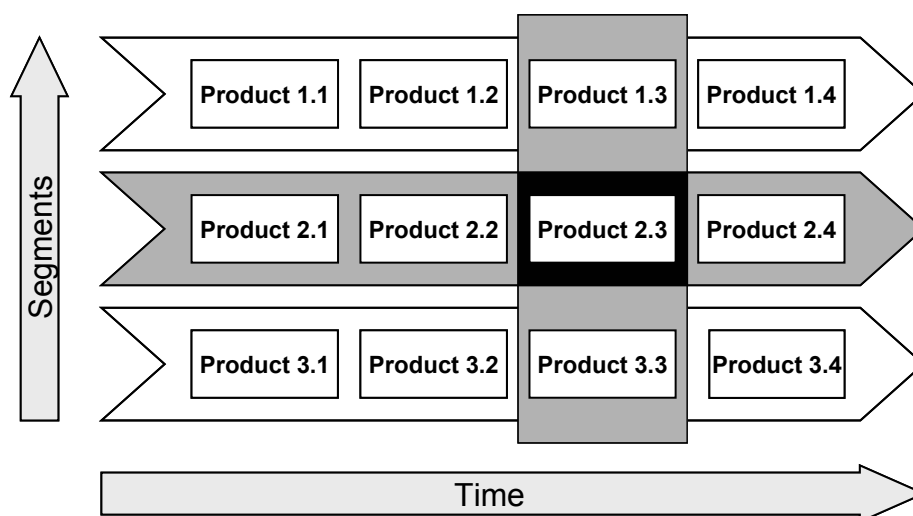 Product 1.1
Product 1.2
Product 1.3
Product 1.4
Segments
Product 2.1
Product 2.2
Product 2.3
Product 2.4
Product 3.1
Product 3.2
Product 3.3
Product 3.4
Time